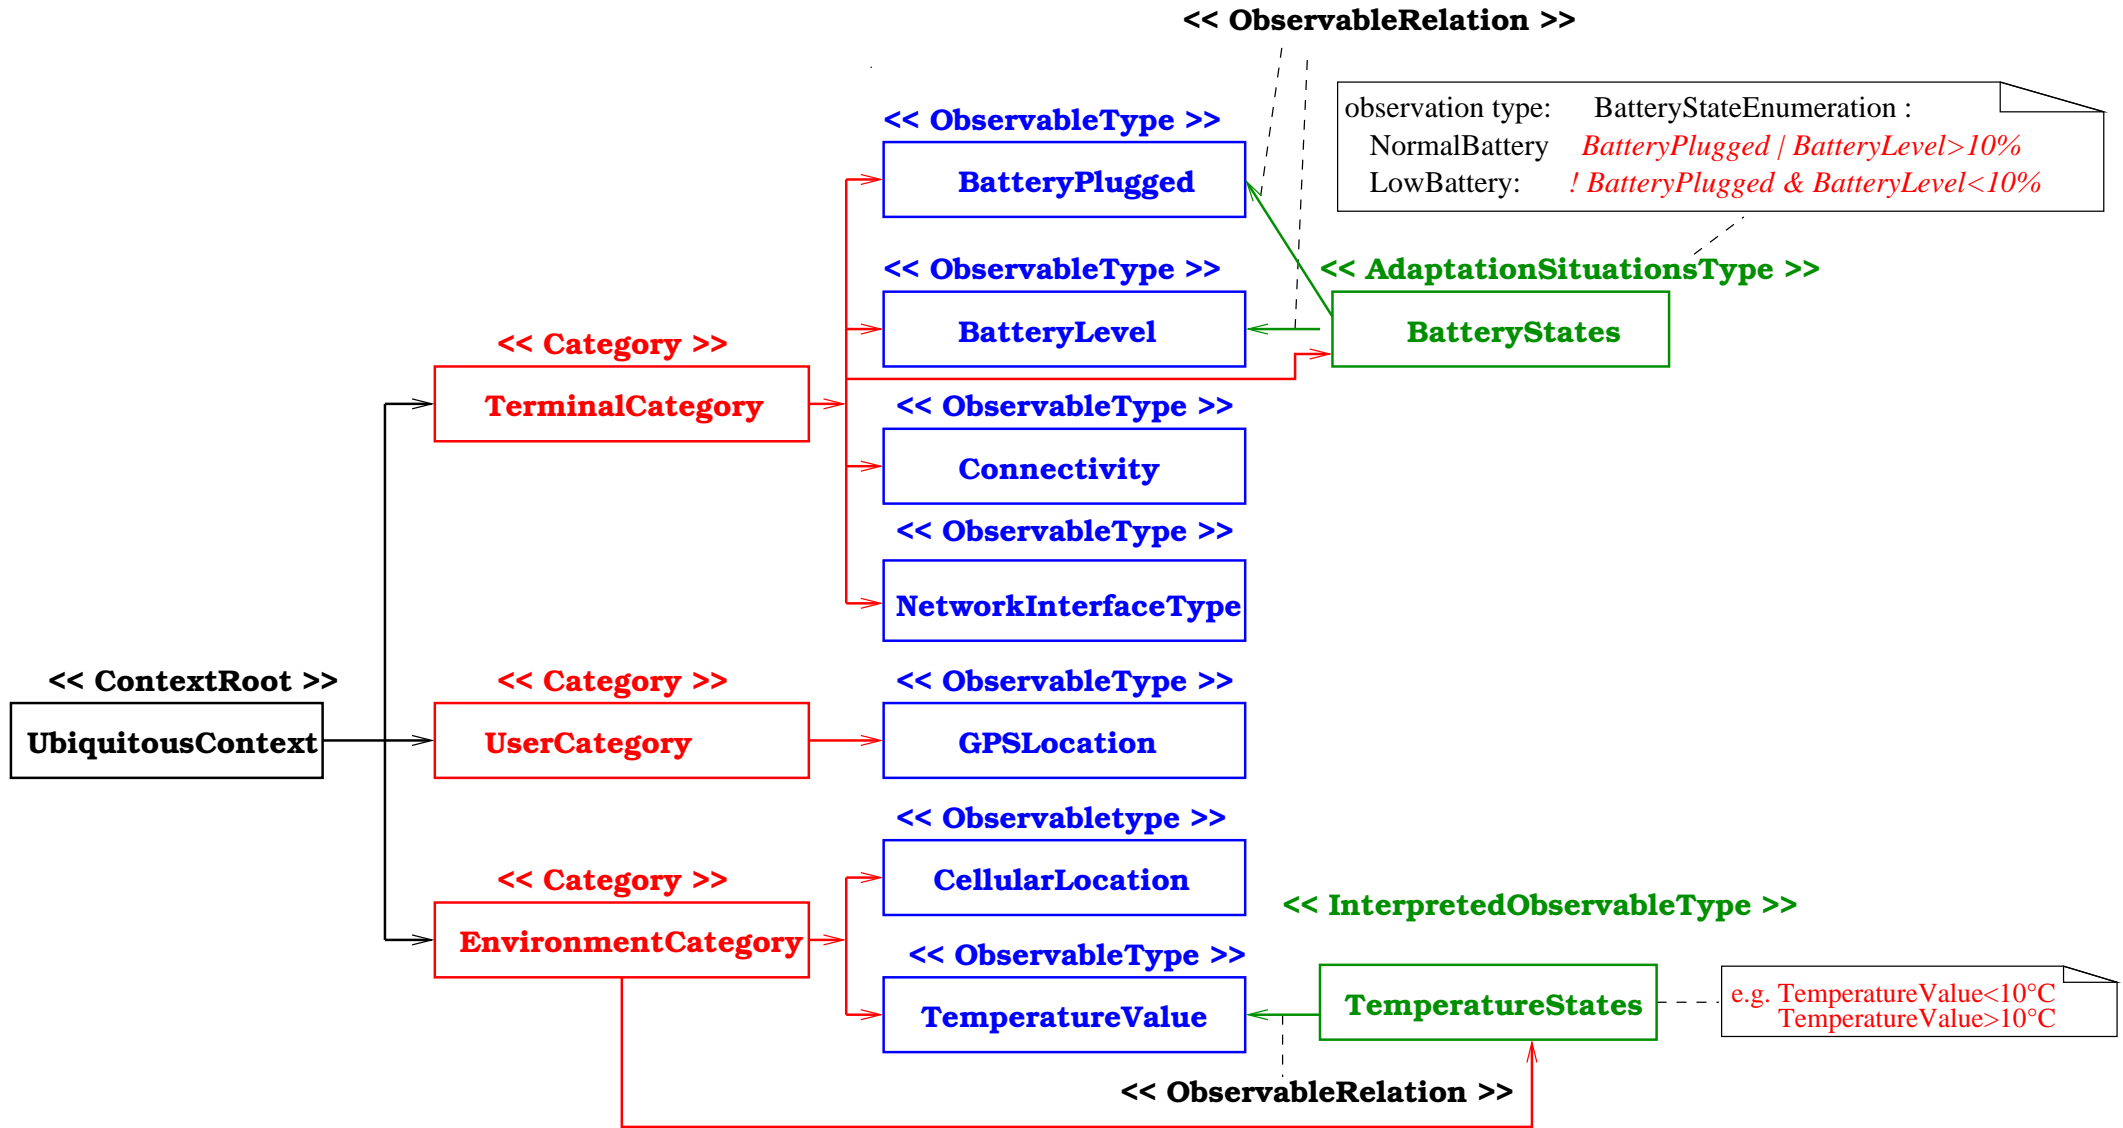 << ObservableRelation >>
observation type: BatteryStateEnumeration :
NormalBattery BatteryPlugged | BatteryLevel>10%
LowBattery: ! BatteryPlugged & BatteryLevel<10%
<< ObservableType >>
BatteryPlugged
<< ObservableType >>
BatteryLevel
<< AdaptationSituationsType >>
BatteryStates
<< Category >>
TerminalCategory
<< ObservableType >>
Connectivity
<< ObservableType >>
NetworkInterfaceType
<< ContextRoot >>
UbiquitousContext
<< Category >>
UserCategory
<< ObservableType >>
GPSLocation
<< Observabletype >>
CellularLocation
<< Category >>
EnvironmentCategory
<< ObservableType >>
TemperatureValue
<< InterpretedObservableType >>
TemperatureStates
e.g. TemperatureValue<10°C
TemperatureValue>10°C
<< ObservableRelation >>